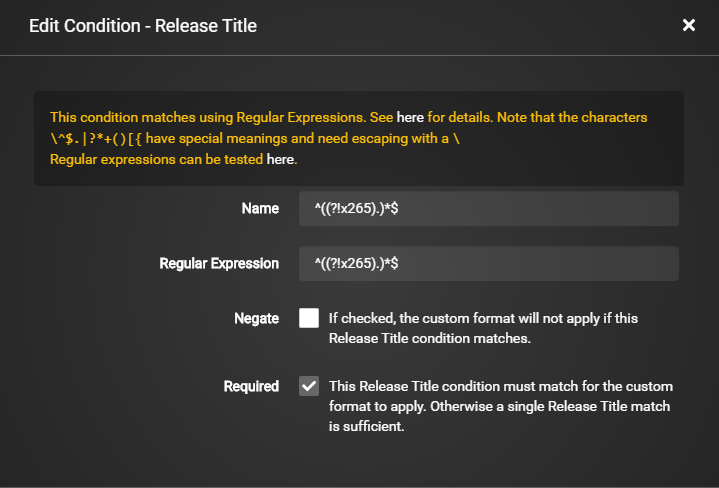 Edit Condition - Release Title
×
This condition matches using Regular Expressions. See here for details. Note that the characters
\^$.|?*+()[{ have special meanings and need escaping with a \
Regular expressions can be tested here.
Name
^((?!x265).)*$
Regular Expression
^((?!x265).)*$
Negate
If checked, the custom format will not apply if this
Release Title condition matches.
Required
This Release Title condition must match for the custom
format to apply. Otherwise a single Release Title match
is sufficient.